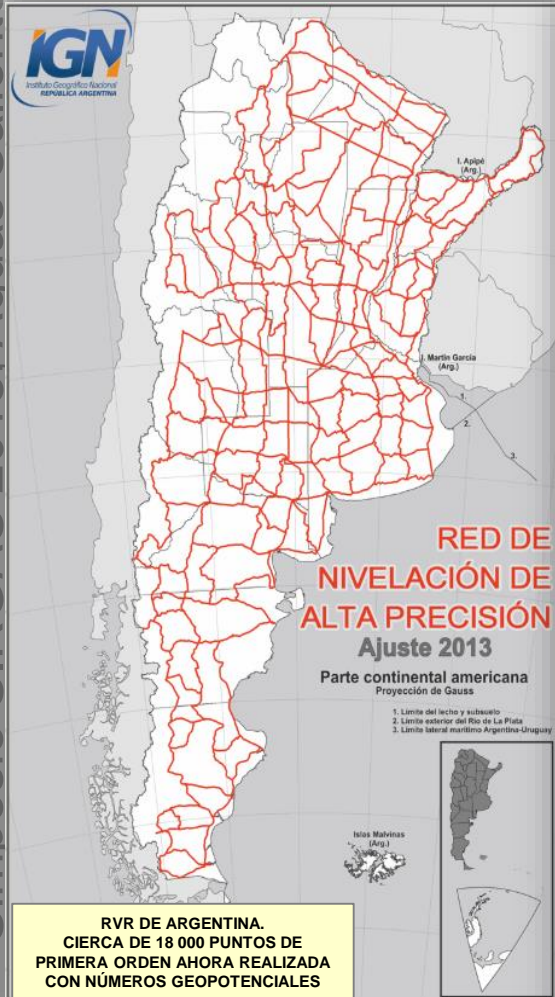 IGN
Instituto Geográfico Nacional
REPÚBLICA ARGENTINA
I. Apipé
(Arg.)
I. Martín García
(Arg.)
1.
2.
3.
RED DE
NIVELACIÓN DE
ALTA PRECISIÓN
Ajuste 2013
Parte continental americana
Proyección de Gauss
1. Límite del lecho y subsuelo
2. Límite exterior del Río de La Plata
3. Límite lateral marítimo Argentina-Uruguay
Islas Malvinas
(Arg.)
RVR DE ARGENTINA.
CIERCA DE 18 000 PUNTOS DE
PRIMERA ORDEN AHORA REALIZADA
CON NÚMEROS GEOPOTENCIALES